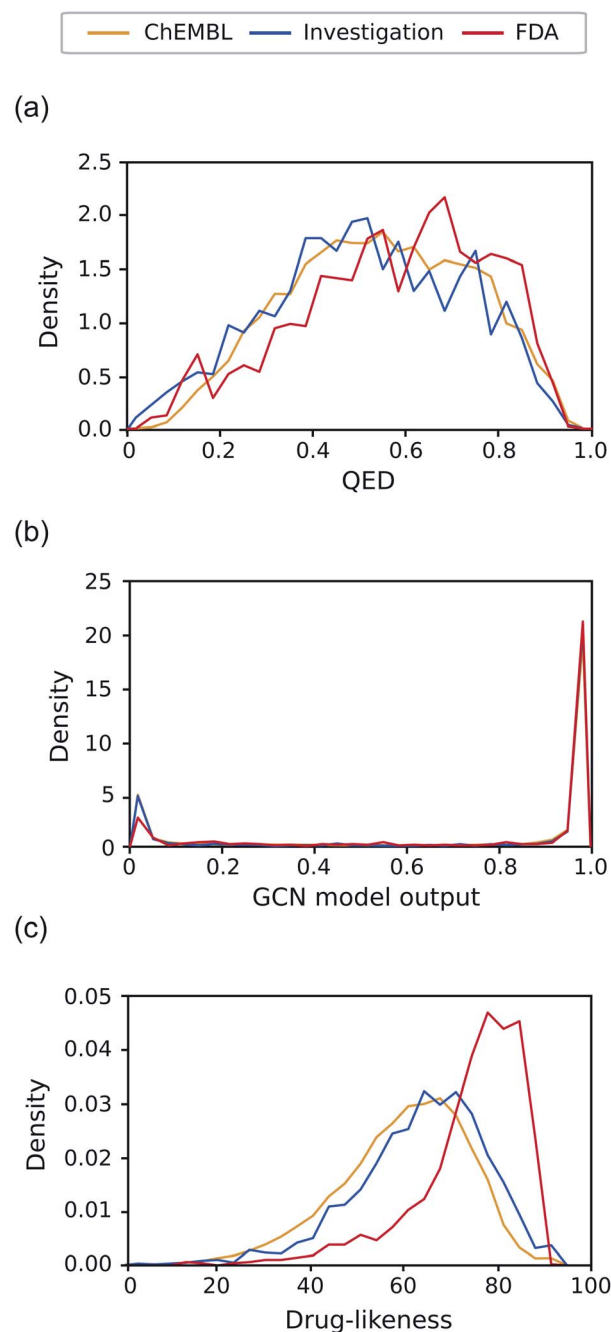 ChEMBL Investigation FDA
(a)
2.5
2.0
1.5
1.0
0.5
0.0
Density
0 0.2 0.4 0.6 0.8 1.0
QED
(b)
25
20
15
10
5
0
Density
0 0.2 0.4 0.6 0.8 1.0
GCN model output
(c)
0.05
0.04
0.03
0.02
0.01
0.00
Density
0 20 40 60 80 100
Drug-likeness